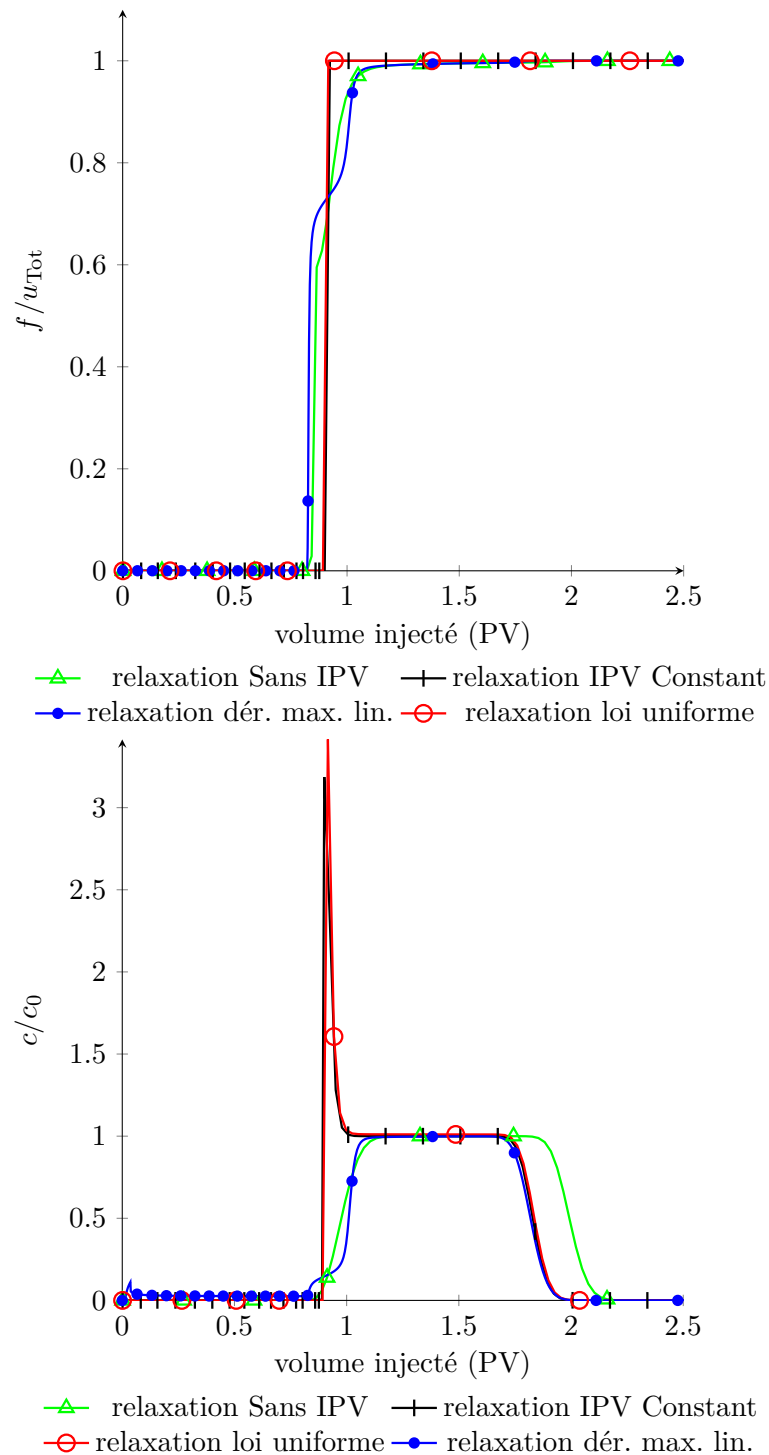 1
0.8
0.6
0.4
0.2
0
f/u_Tot
0 0.5 1 1.5 2 2.5
volume injecté (PV)
relaxation Sans IPV relaxation IPV Constant
relaxation dér. max. lin. relaxation loi uniforme
3
2.5
2
1.5
1
0.5
0
c/c_0
0 0.5 1 1.5 2 2.5
volume injecté (PV)
relaxation Sans IPV relaxation IPV Constant
relaxation loi uniforme relaxation dér. max. lin.